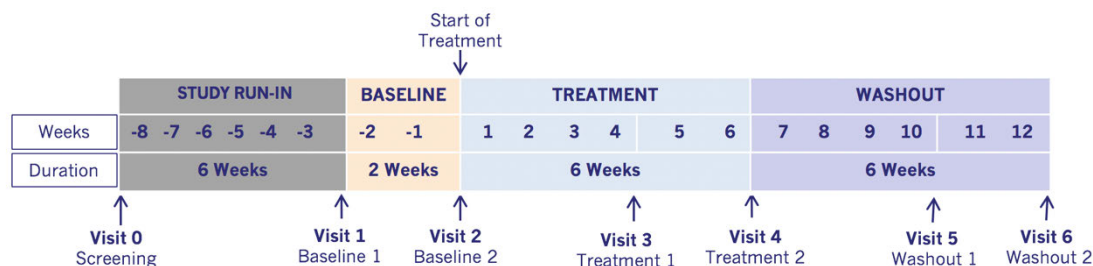 Start of
Treatment
STUDY RUN-IN BASELINE TREATMENT WASHOUT
Weeks -8 -7 -6 -5 -4 -3 -2 -1 1 2 3 4 5 6 7 8 9 10 11 12
Duration 6 Weeks 2 Weeks 6 Weeks 6 Weeks
Visit 0 Visit 1 Visit 2 Visit 3 Visit 4 Visit 5 Visit 6
Screening Baseline 1 Baseline 2 Treatment 1 Treatment 2 Washout 1 Washout 2